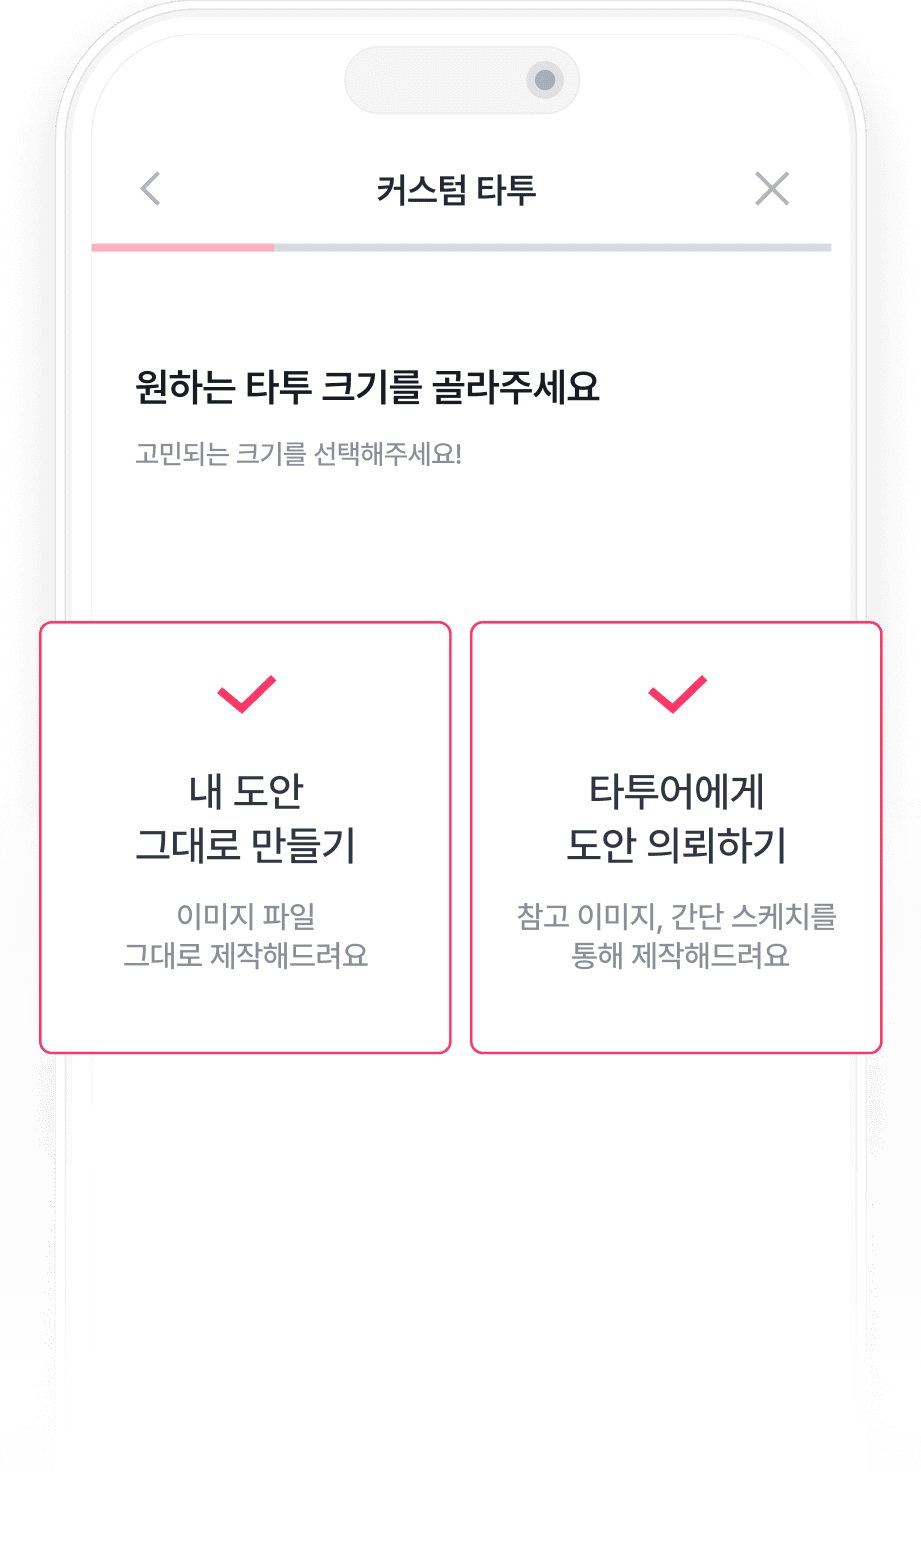 커스텀 타투
원하는 타투 크기를 골라주세요
고민되는 크기를 선택해주세요!
내 도안
그대로 만들기
이미지 파일
그대로 제작해드려요
타투어에게
도안 의뢰하기
참고 이미지, 간단 스케치를
통해 제작해드려요